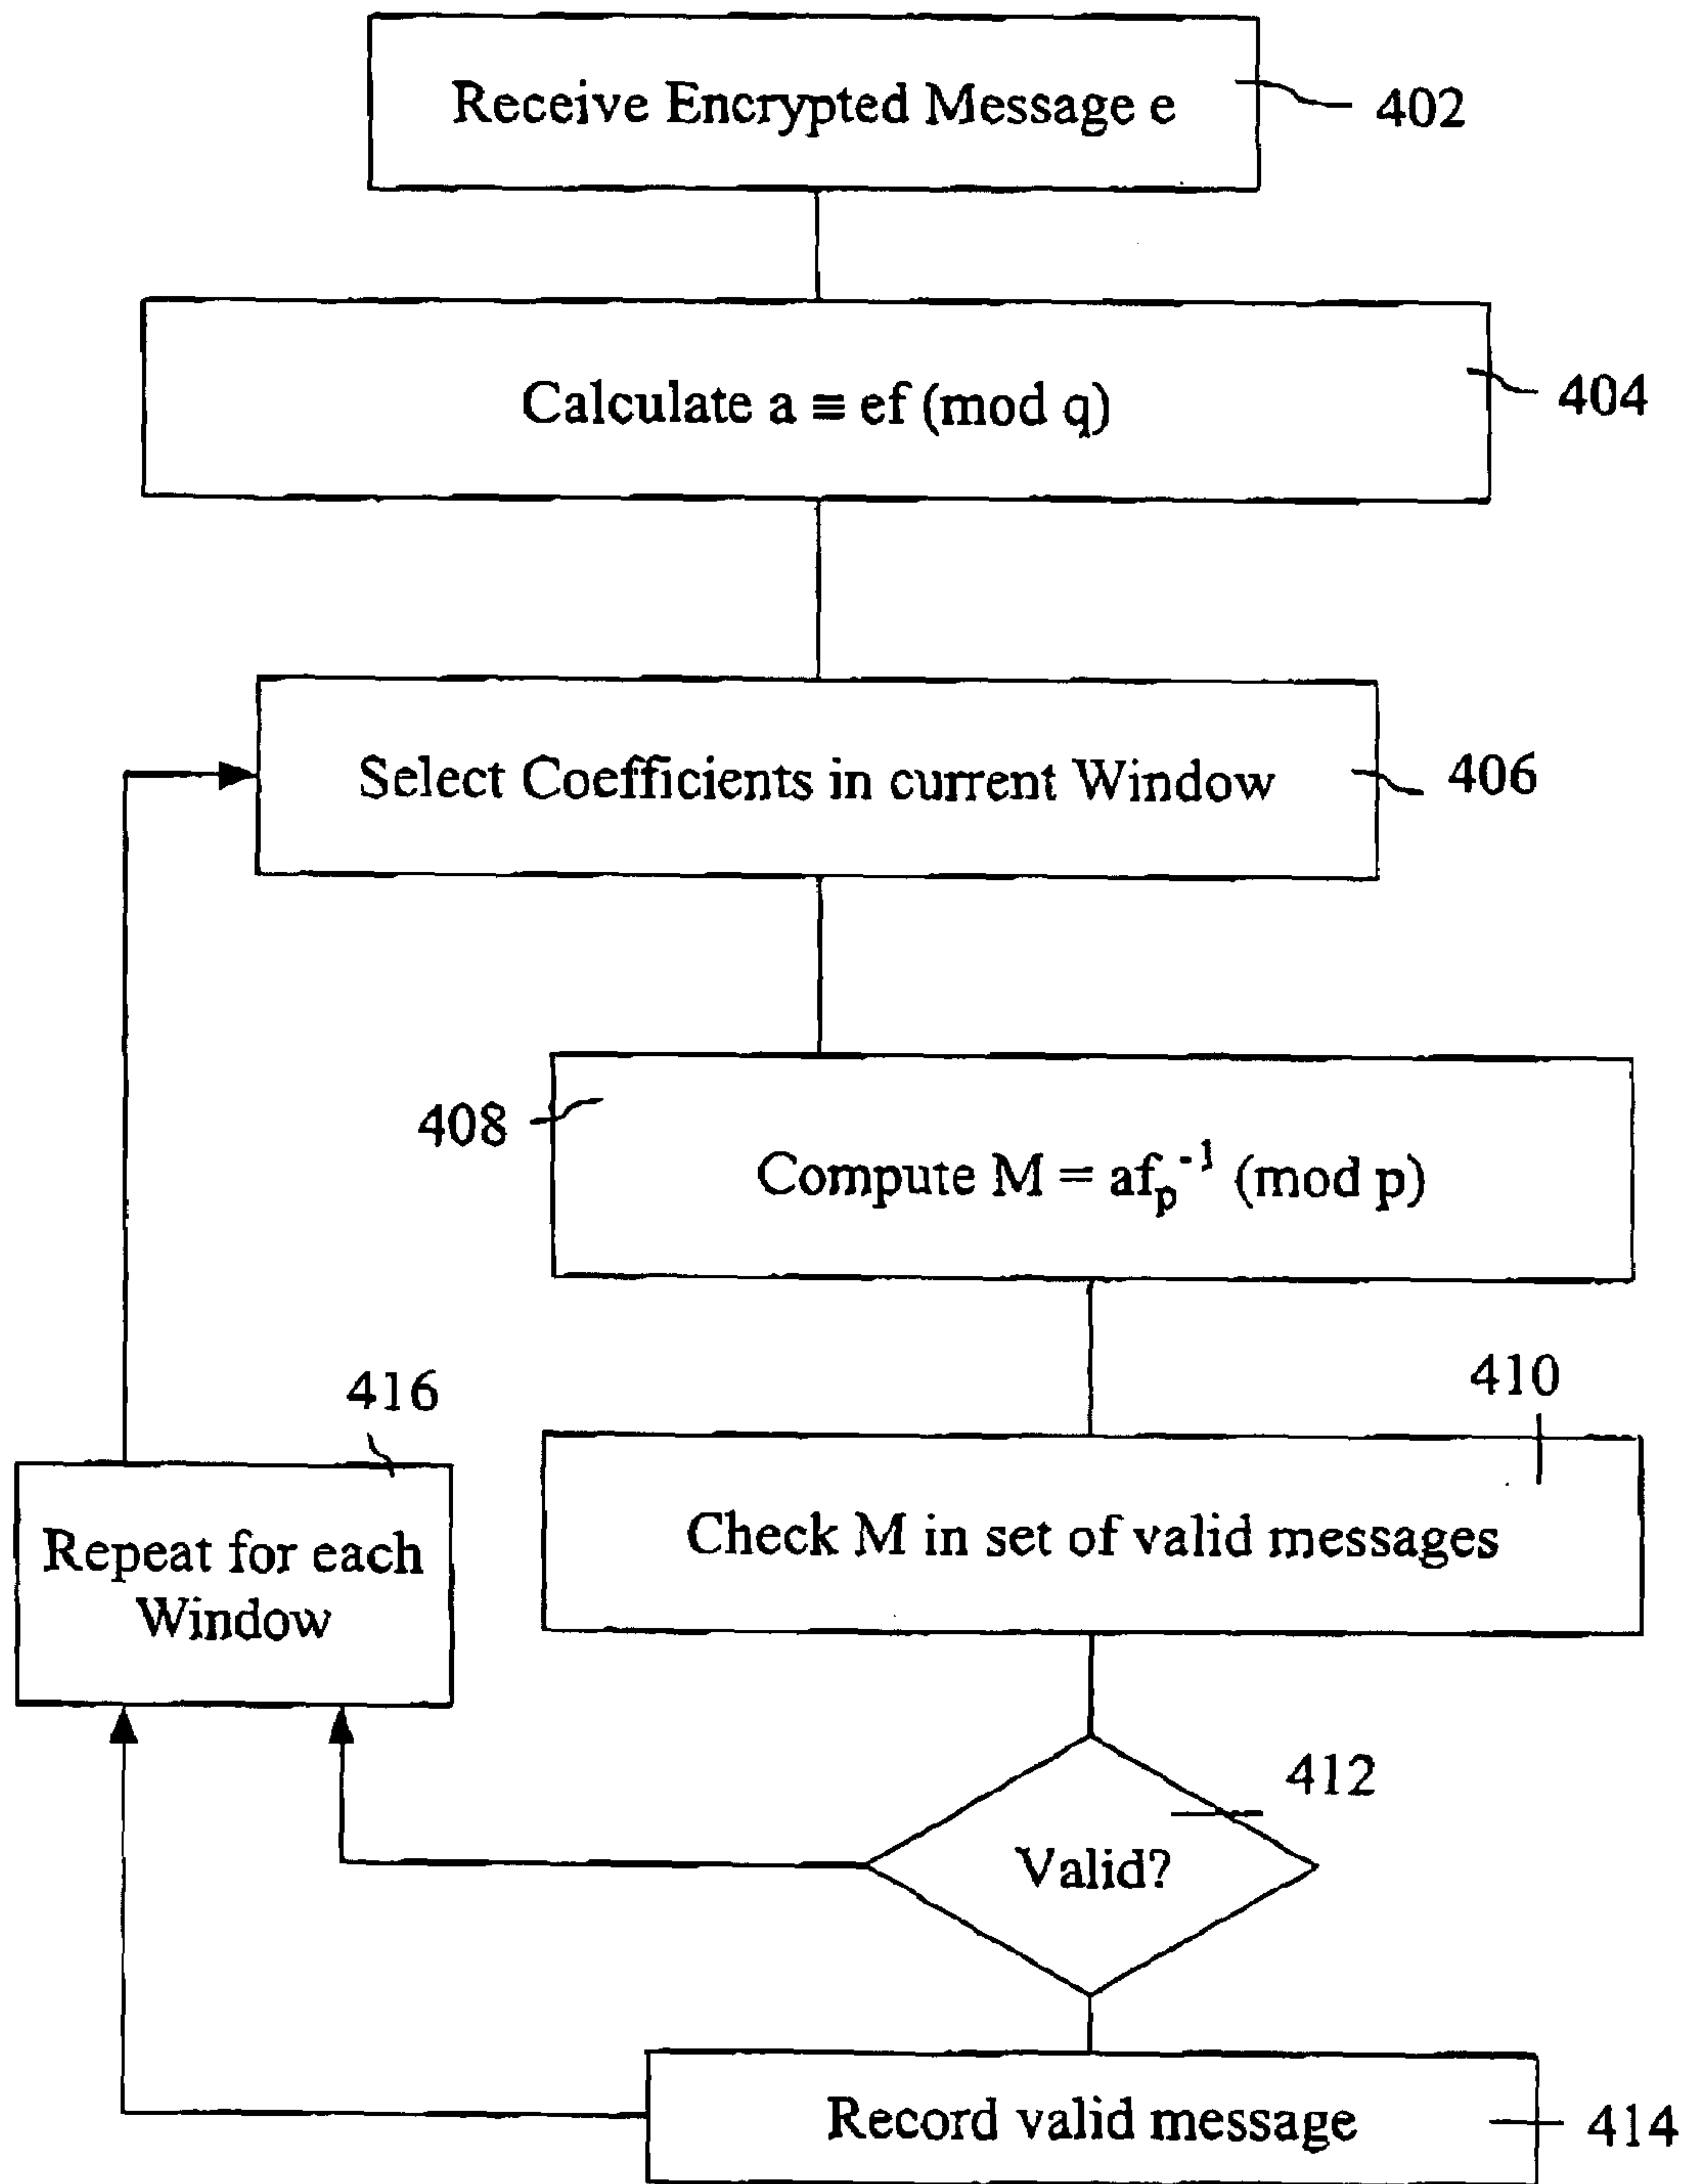 Receive Encrypted Message e
402
Calculate a ≡ ef (mod q)
404
Select Coefficients in current Window
406
408
Compute M = af_p^-1 (mod p)
416
410
Repeat for each
Window
Check M in set of valid messages
412
Valid?
Record valid message
414